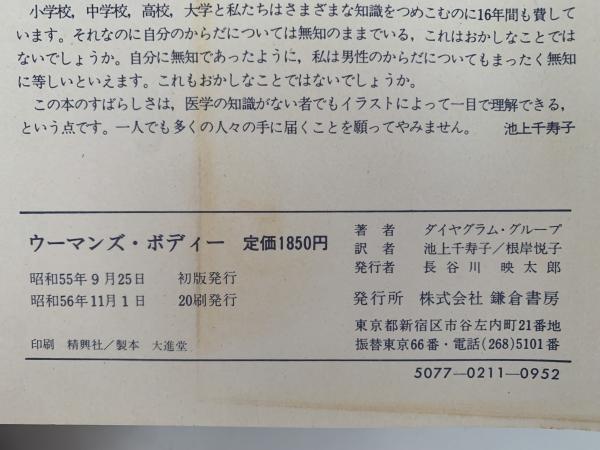 小学校，中学校，高校，大学と私たちはさまざまな知識をつめこむのに16年間も費して
います。それなのに自分のからだについては無知のままでいる，これはおかしなことでは
ないでしょうか。自分に無知であったように，私は男性のからだについてもまったく無知
に等しいといえます。これもおかしなことではないでしょうか。
この本のすばらしさは，医学の知識がない者でもイラストによって一目で理解できる，
という点です。一人でも多くの人々の手に届くことを願ってやみません。 池上千寿子
ウーマンズ・ボディー 定価1850円
昭和55年9月25日 初版発行
昭和56年11月1日 20刷発行
印刷 精興社／製本 大進堂
著者 ダイヤグラム・グループ
訳者 池上千寿子／根岸悦子
発行者 長谷川映太郎
発行所 株式会社 鎌倉書房
東京都新宿区市谷左内町21番地
振替東京66番・電話(268)5101番
5077—0211—0952